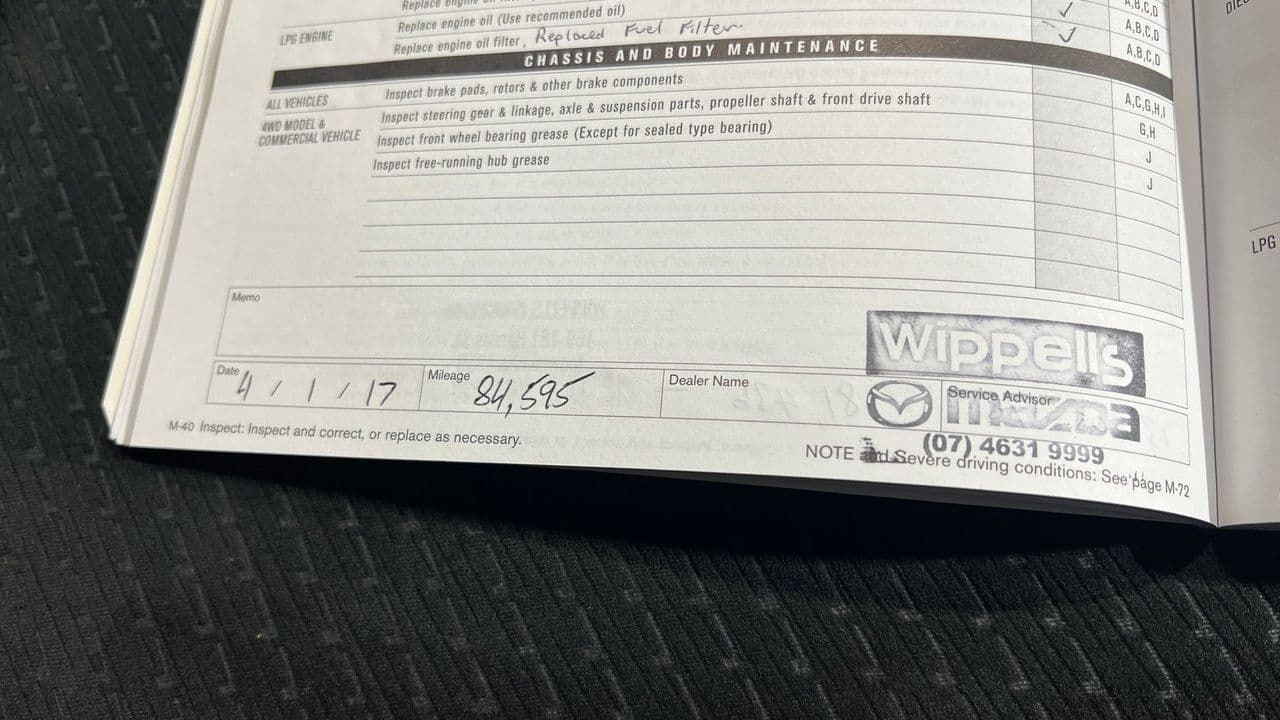 Replace engine oil (Use recommended oil) ✓ A,B,C,D
LPG ENGINE Replace engine oil filter, Replaced Fuel Filter. ✓ A,B,C,D
A,B,C,D
CHASSIS AND BODY MAINTENANCE
ALL VEHICLES Inspect brake pads, rotors & other brake components A,C,G,H,I
4WD MODEL & Inspect steering gear & linkage, axle & suspension parts, propeller shaft & front drive shaft G,H
COMMERCIAL VEHICLE Inspect front wheel bearing grease (Except for sealed type bearing) J
Inspect free-running hub grease J
LPG
Memo
Wippells
Date 4 / 1 / 17 Mileage 84,595 Dealer Name Service Advisor
mazda
(07) 4631 9999
M-40 Inspect: Inspect and correct, or replace as necessary.
NOTE Severe driving conditions: See page M-72